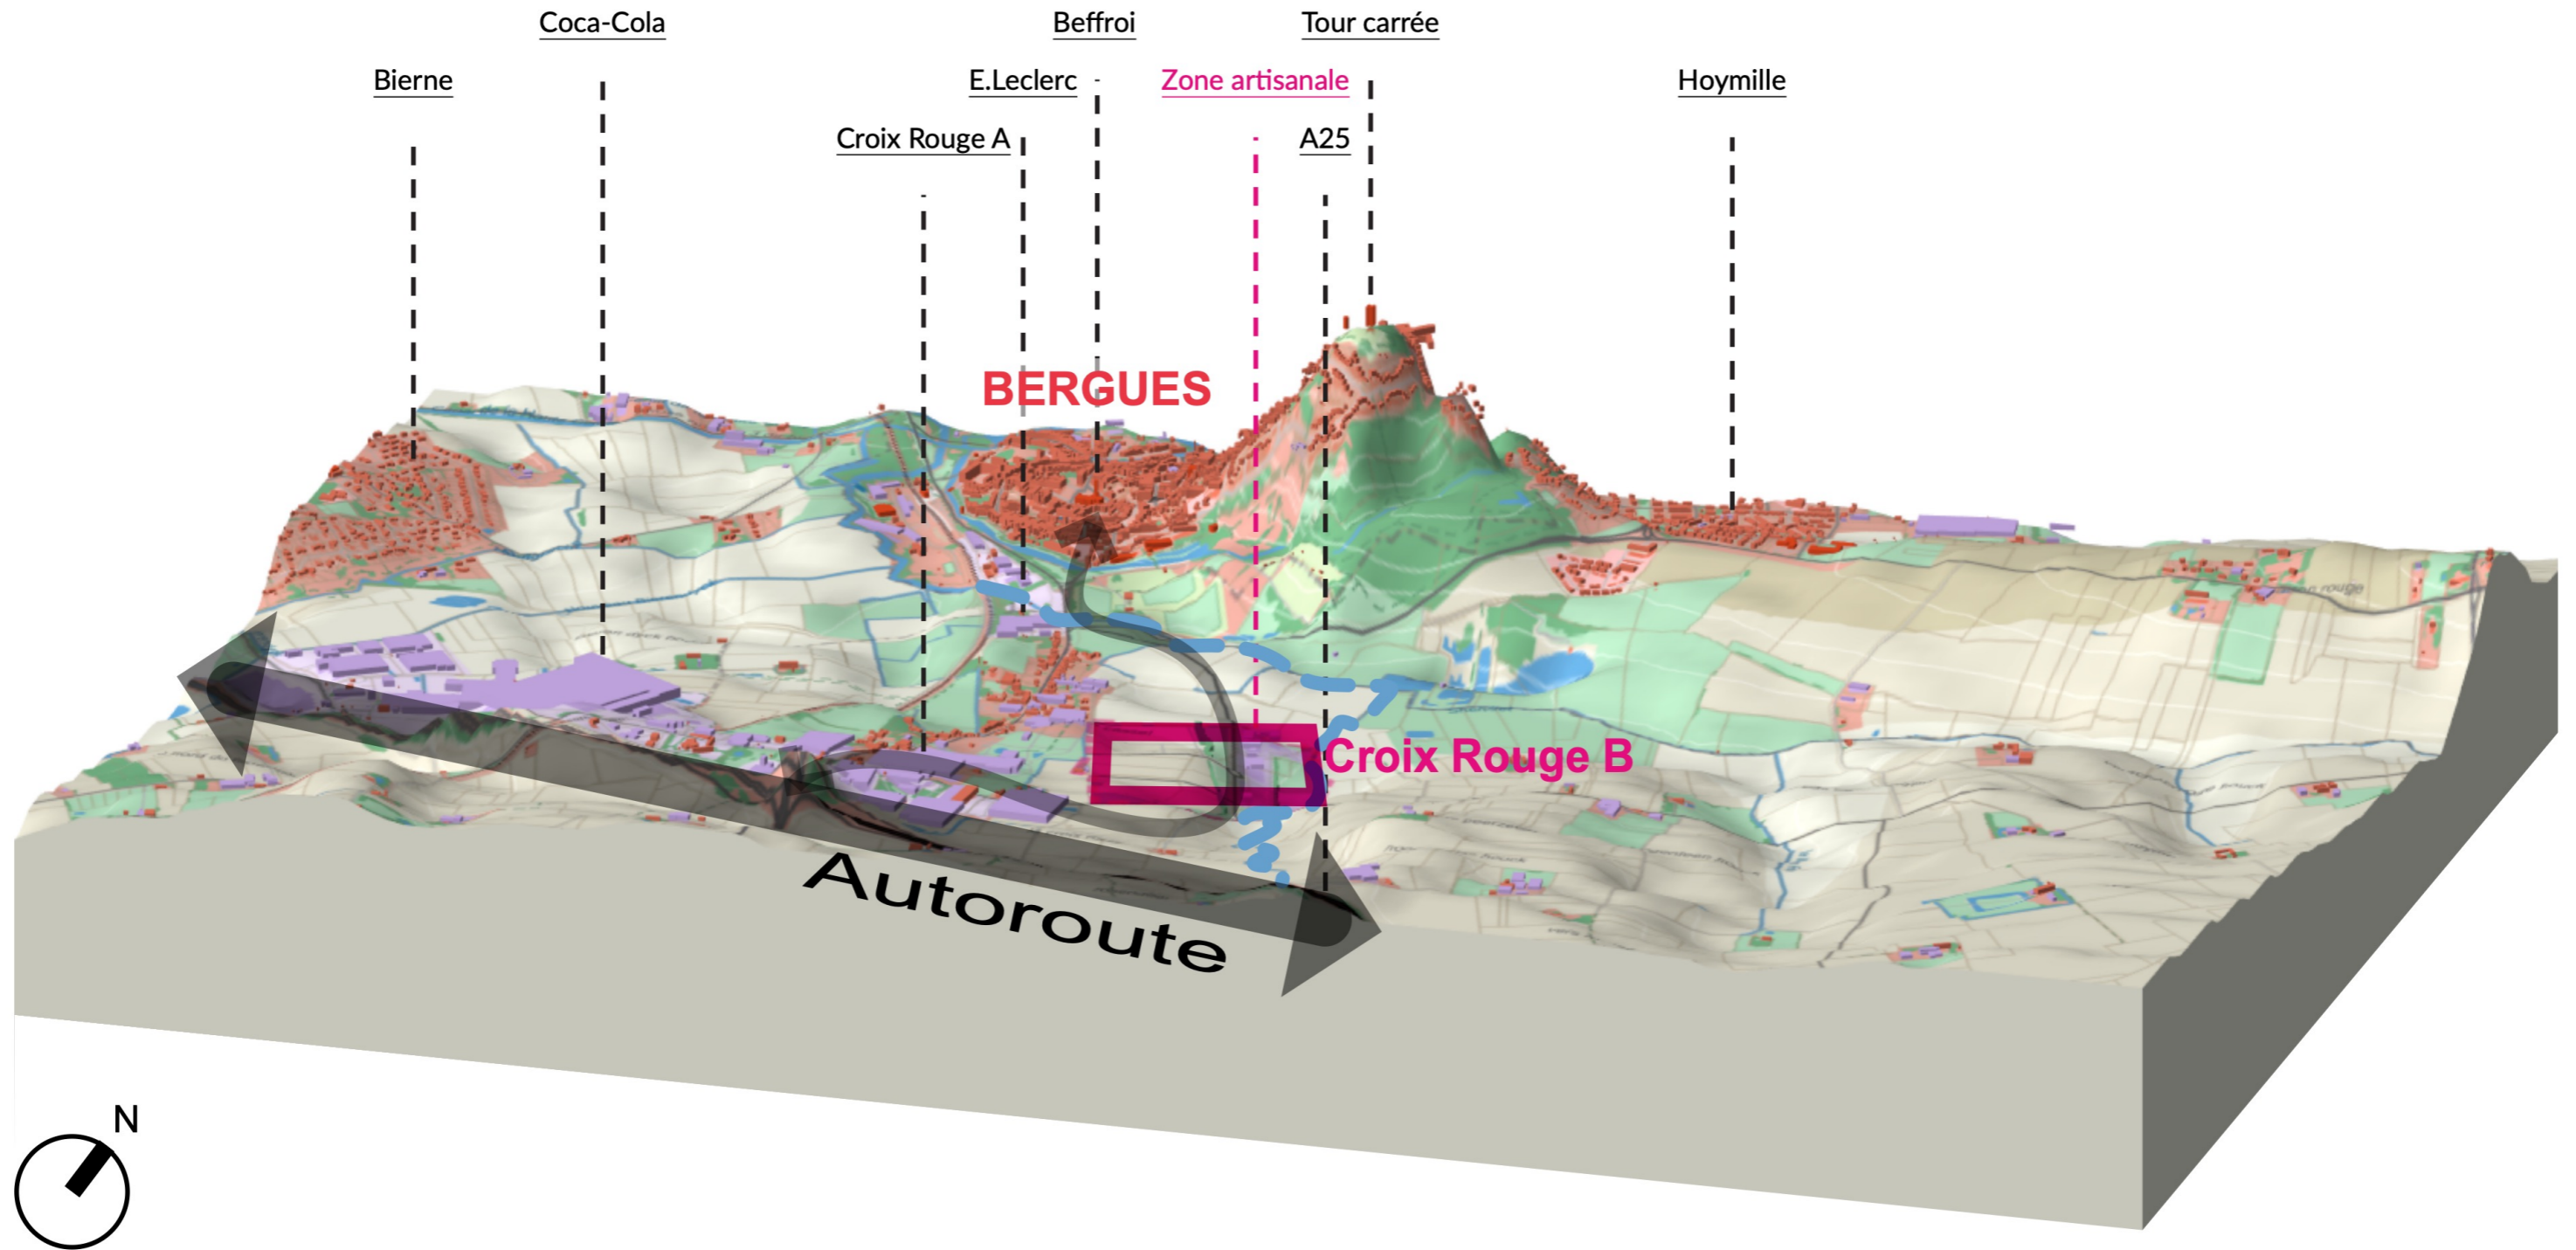 Coca-Cola
Beffroi
Tour carrée
Bierne
E.Leclerc
Zone artisanale
Hoymille
Croix Rouge A
A25
BERGUES
Croix Rouge B
Autoroute
N